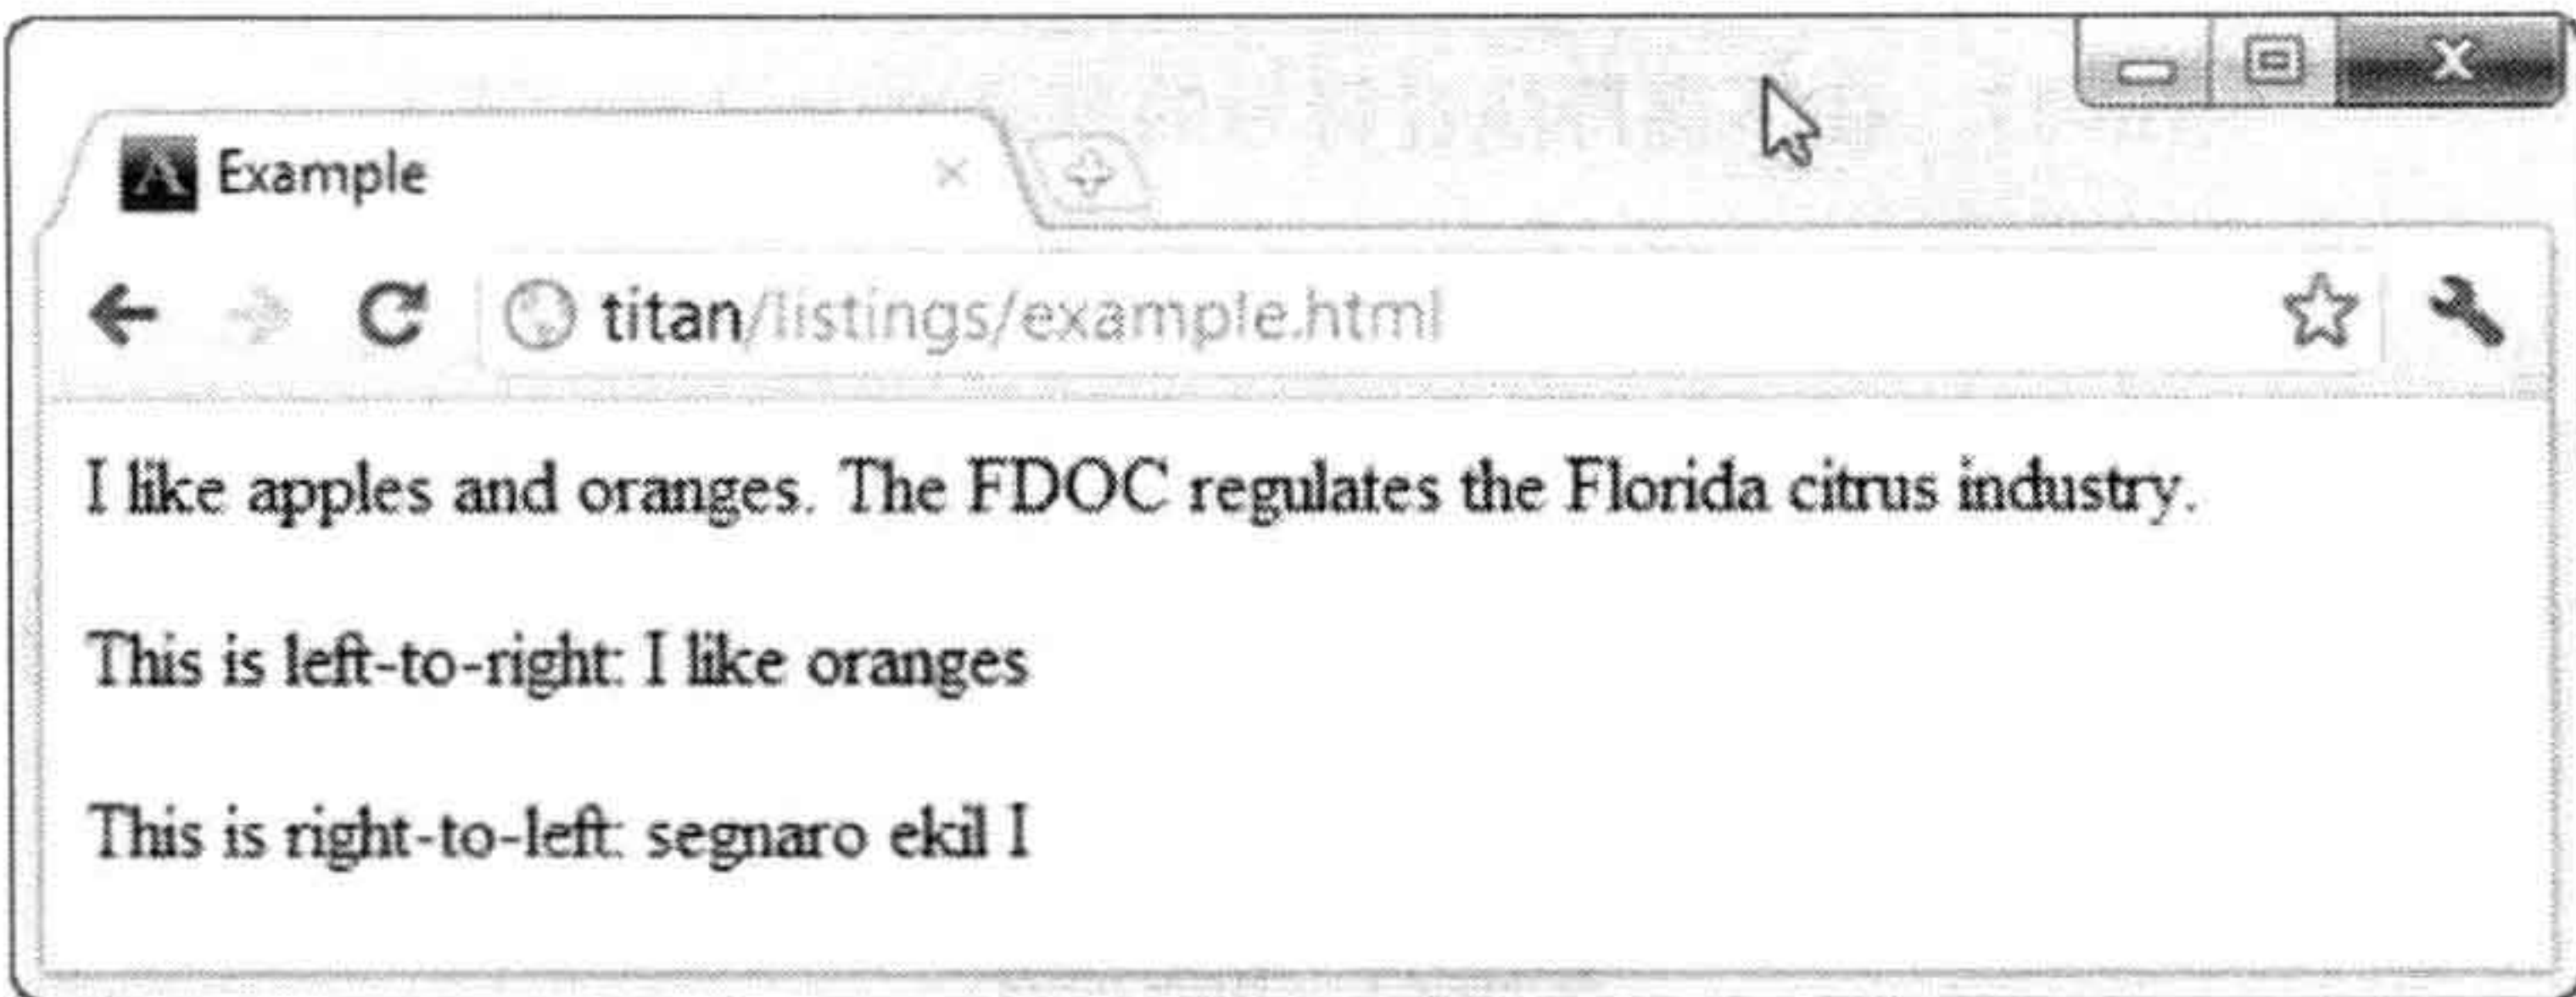 Example
titan/listings/example.html
I like apples and oranges. The FDOC regulates the Florida citrus industry.
This is left-to-right: I like oranges
This is right-to-left: segnaro ekil I